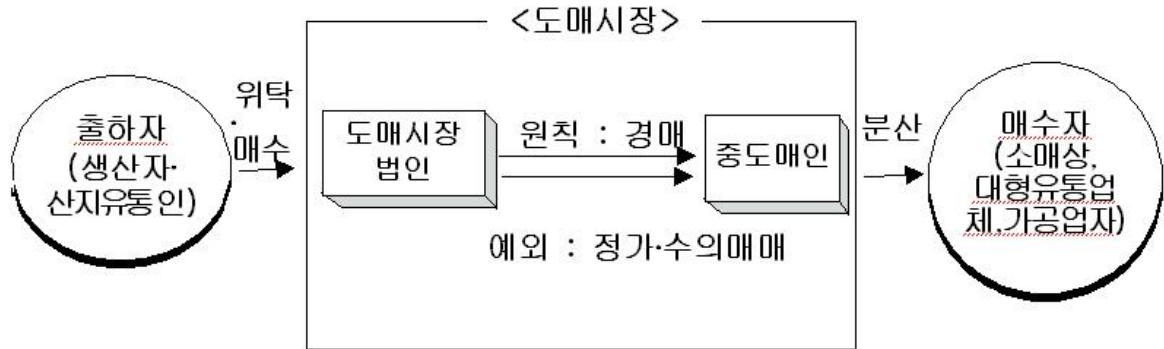 <도매시장>
출하자
(생산자·
산지유통인)
위탁
·
매수
도매시장
법인
원칙 : 경매
예외 : 정가·수의매매
중도매인
분산
매수자
(소매상,
대형유통업
체,가공업자)